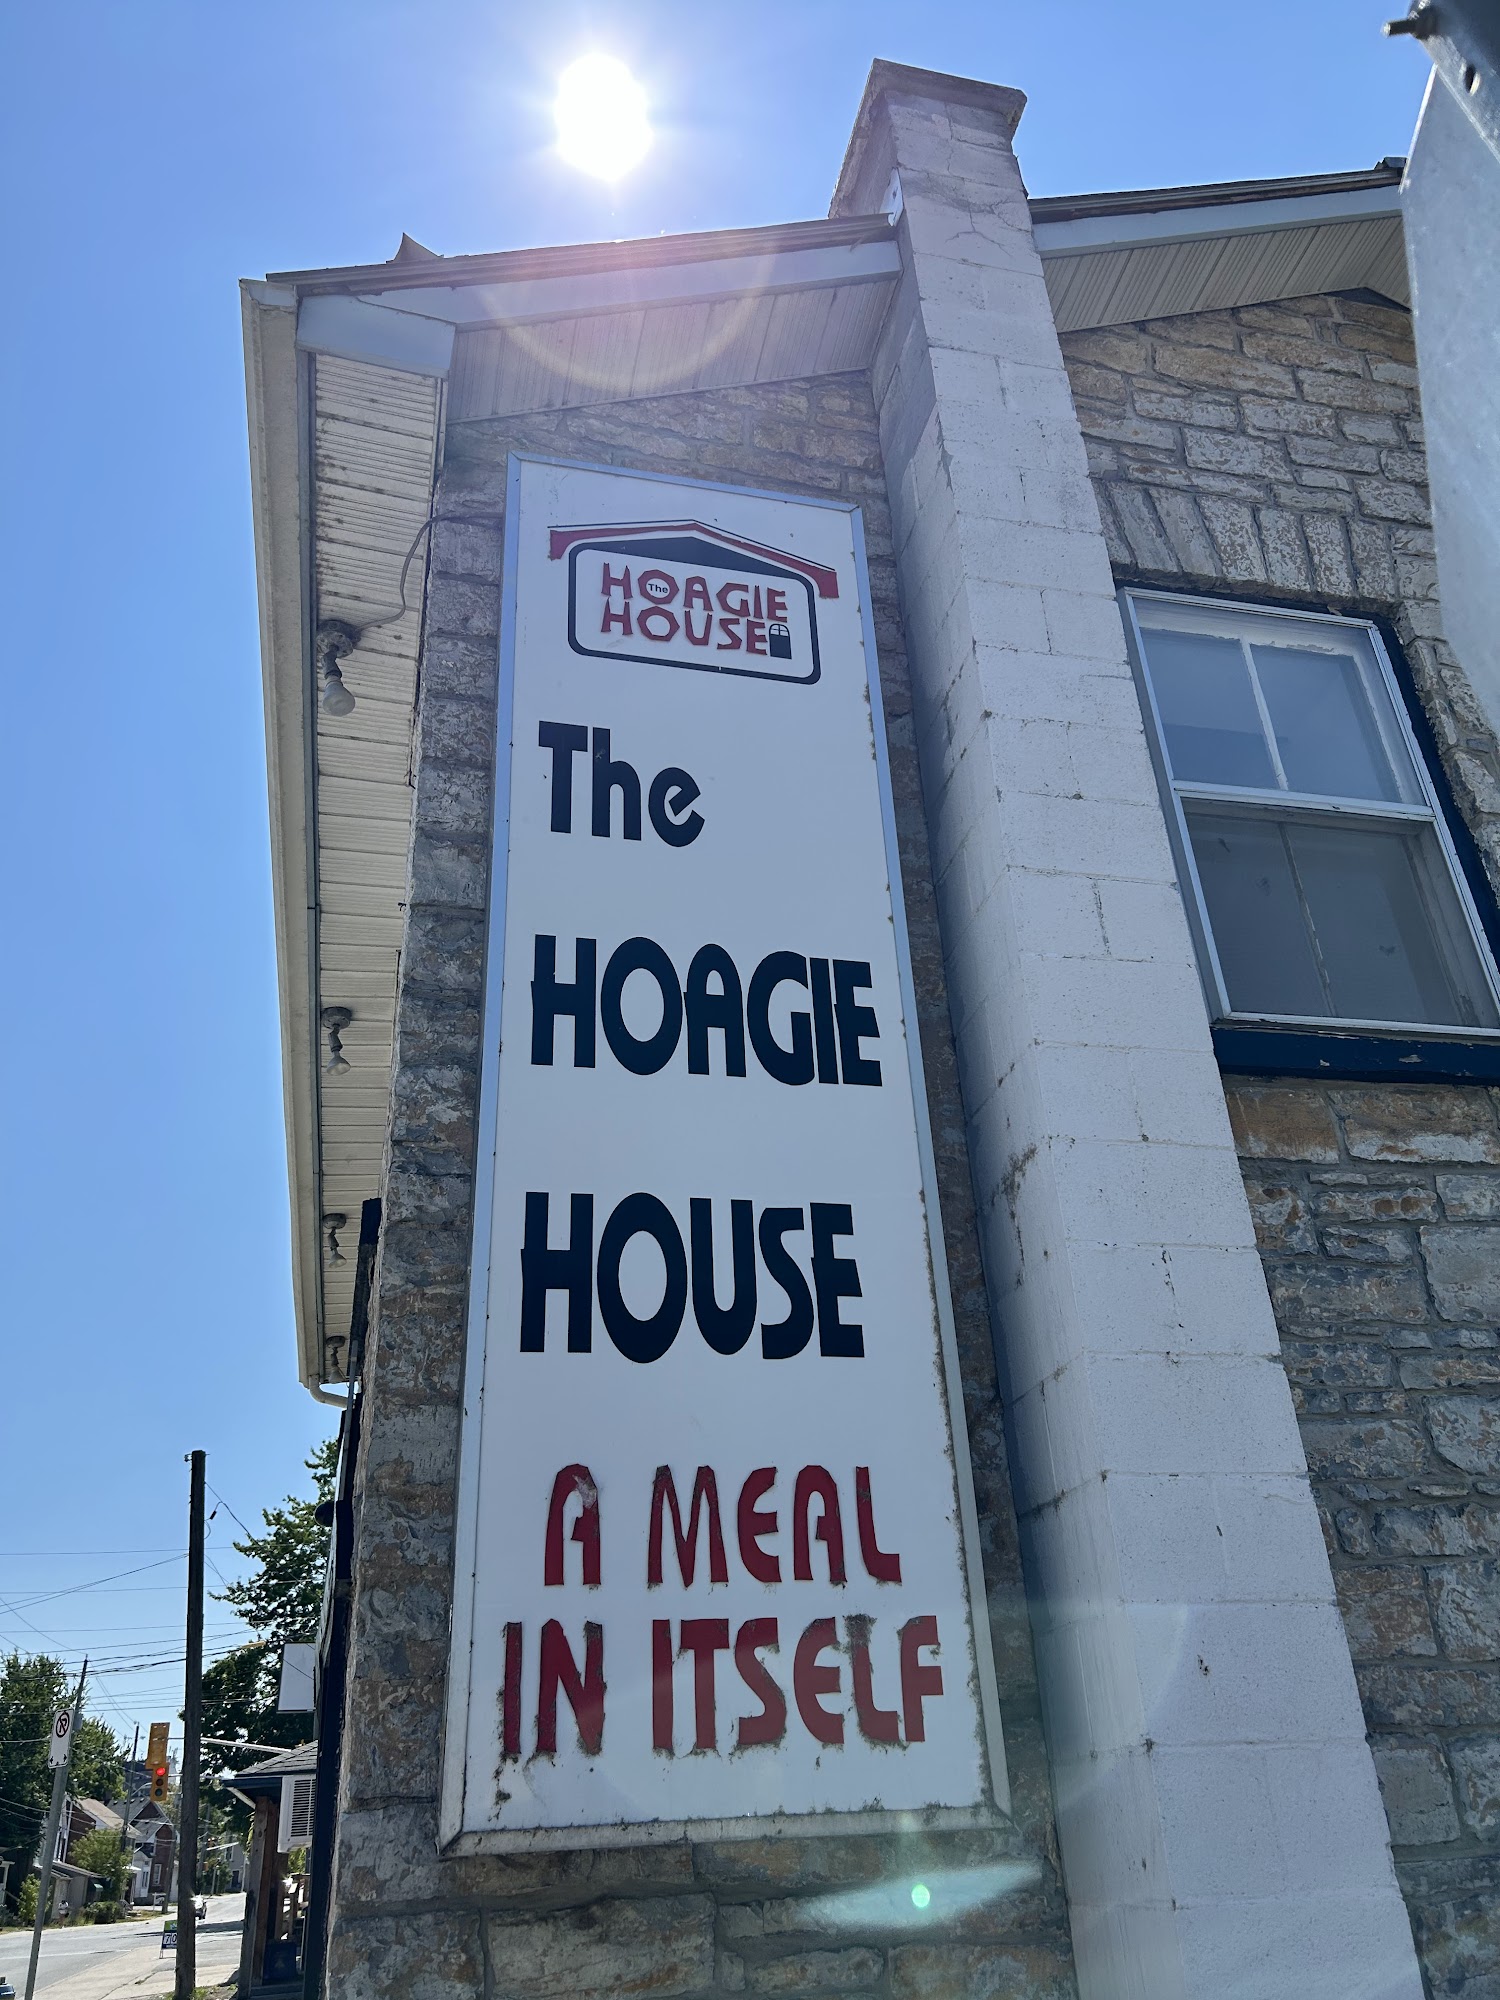 The
HOAGIE
HOUSE
The
HOAGIE
HOUSE
A MEAL
IN ITSELF